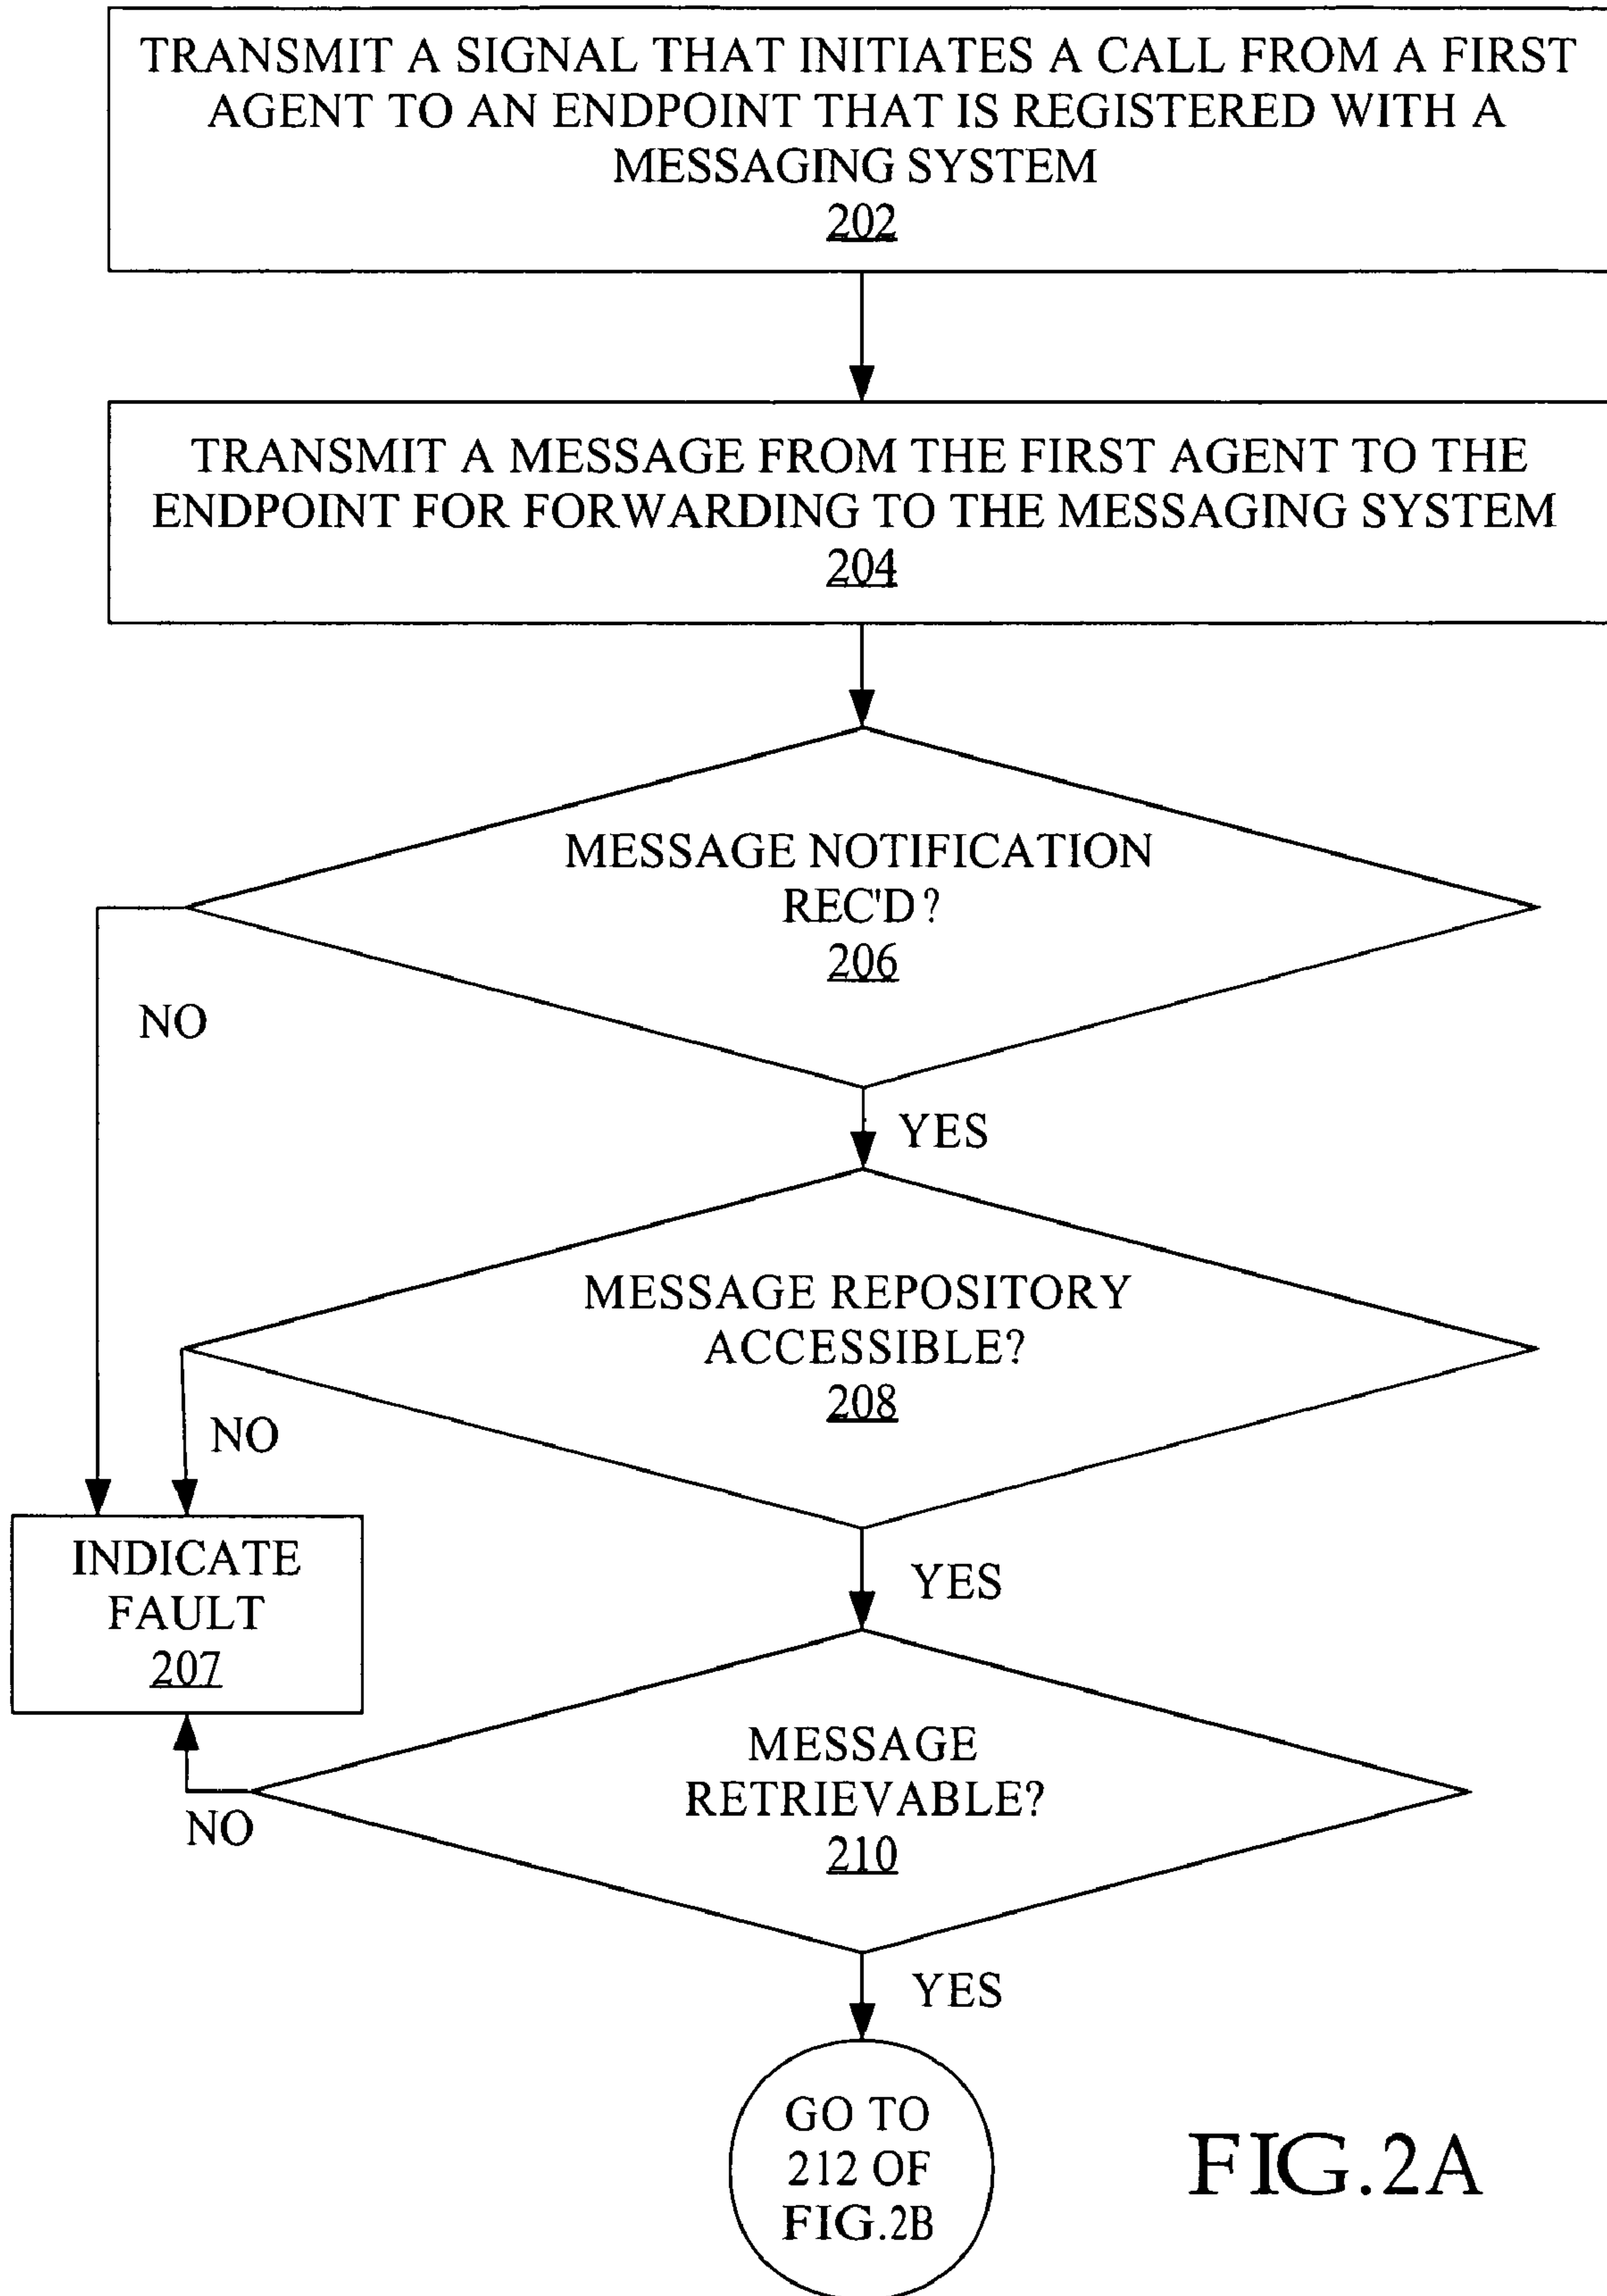 TRANSMIT A SIGNAL THAT INITIATES A CALL FROM A FIRST
AGENT TO AN ENDPOINT THAT IS REGISTERED WITH A
MESSAGING SYSTEM
202
TRANSMIT A MESSAGE FROM THE FIRST AGENT TO THE
ENDPOINT FOR FORWARDING TO THE MESSAGING SYSTEM
204
MESSAGE NOTIFICATION
REC'D?
206
NO
YES
MESSAGE REPOSITORY
ACCESSIBLE?
208
NO
YES
INDICATE
FAULT
207
MESSAGE
RETRIEVABLE?
210
NO
YES
GO TO
212 OF
FIG.2B
FIG.2A